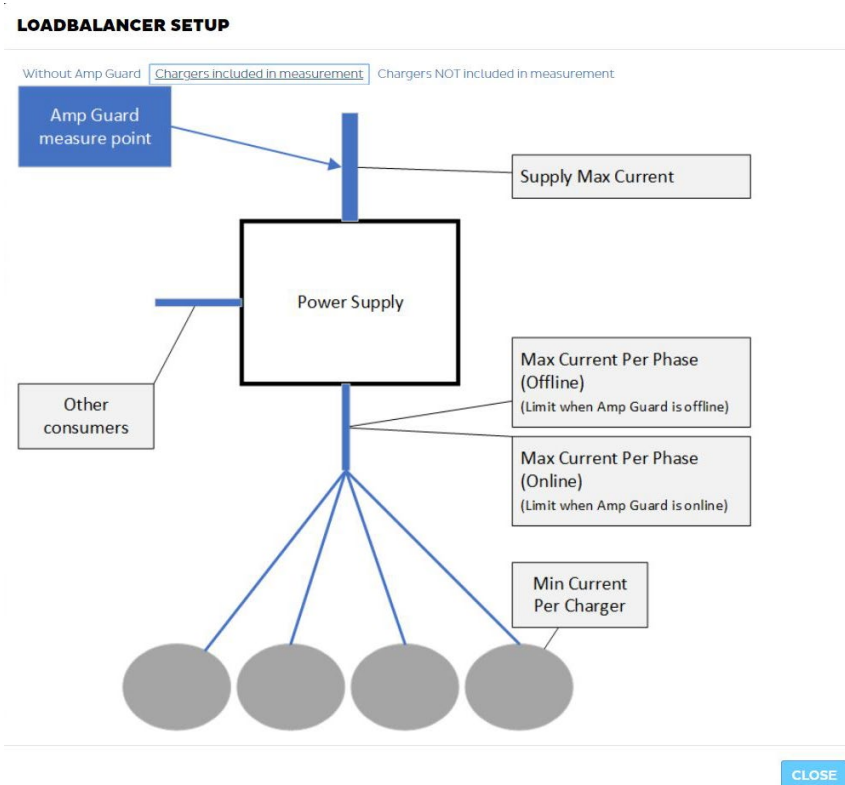 LOADBALANCER SETUP
Without Amp Guard Chargers included in measurement Chargers NOT included in measurement
Amp Guard
measure point
Supply Max Current
Power Supply
Max Current Per Phase
(Offline)
(Limit when Amp Guard is offline)
Other
consumers
Max Current Per Phase
(Online)
(Limit when Amp Guard is online)
Min Current
Per Charger
CLOSE